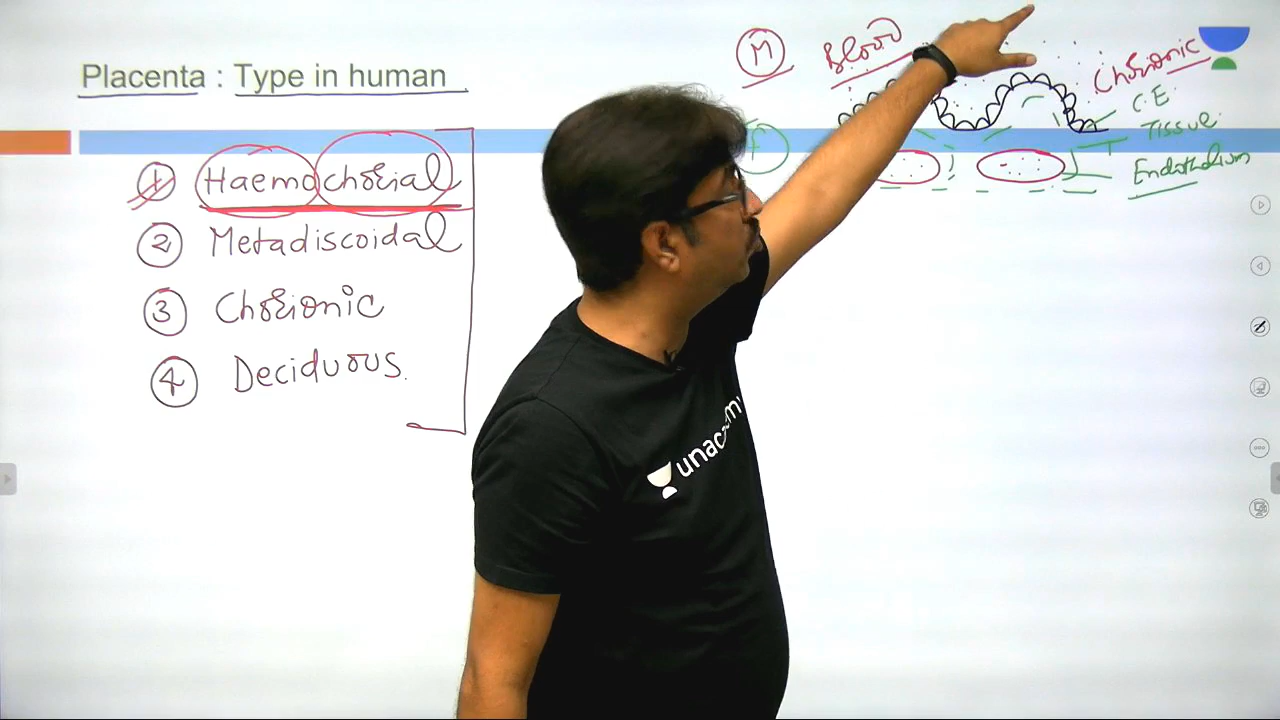 Placenta : Type in human
1 Haemochorial
2 Metadiscoidal
3 Chorionic
4 Deciduous.
M Blood
Chorionic
C.E
Tissue
F
Endothelium
unacademy